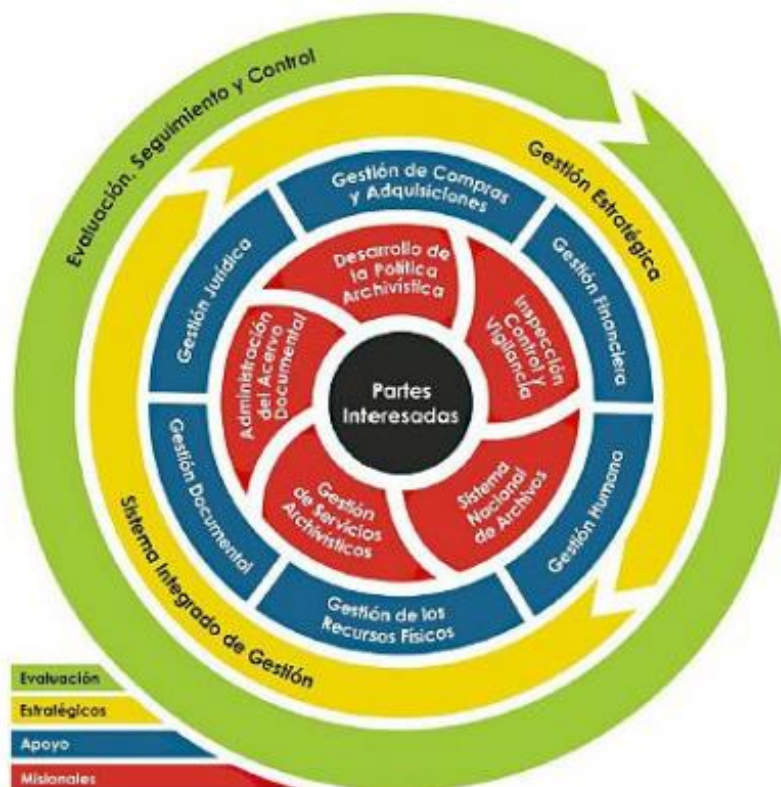 Evaluación, Seguimiento y Control
Gestión Estratégica
Sistema Integrado de Gestión
Gestión de Compras
y Adquisiciones
Gestión Financiera
Gestión Humana
Gestión de los
Recursos Físicos
Gestión Documental
Gestión Jurídica
Desarrollo de
la Política
Archivística
Inspección
Control y
Vigilancia
Sistema
Nacional
de Archivos
Gestión
de Servicios
Archivísticos
Administración
del Acervo
Documental
Partes
Interesadas
Evaluación
Estratégicos
Apoyo
Misionales